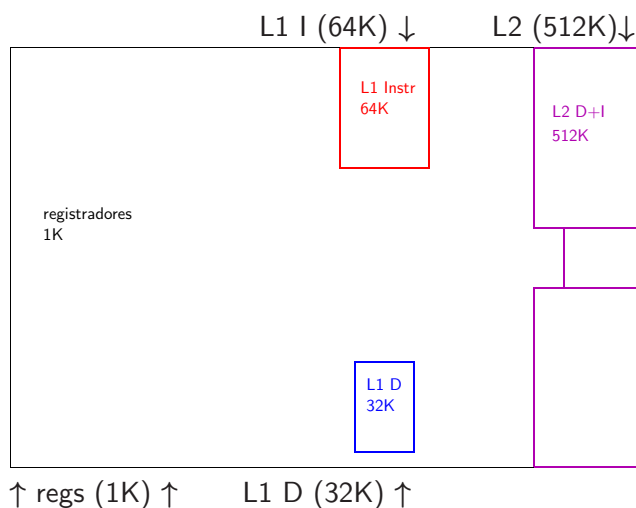 L1 I (64K) ↓ L2 (512K)↓
L1 Instr
64K
L2 D+I
512K
registradores
1K
L1 D
32K
↑ regs (1K) ↑ L1 D (32K) ↑